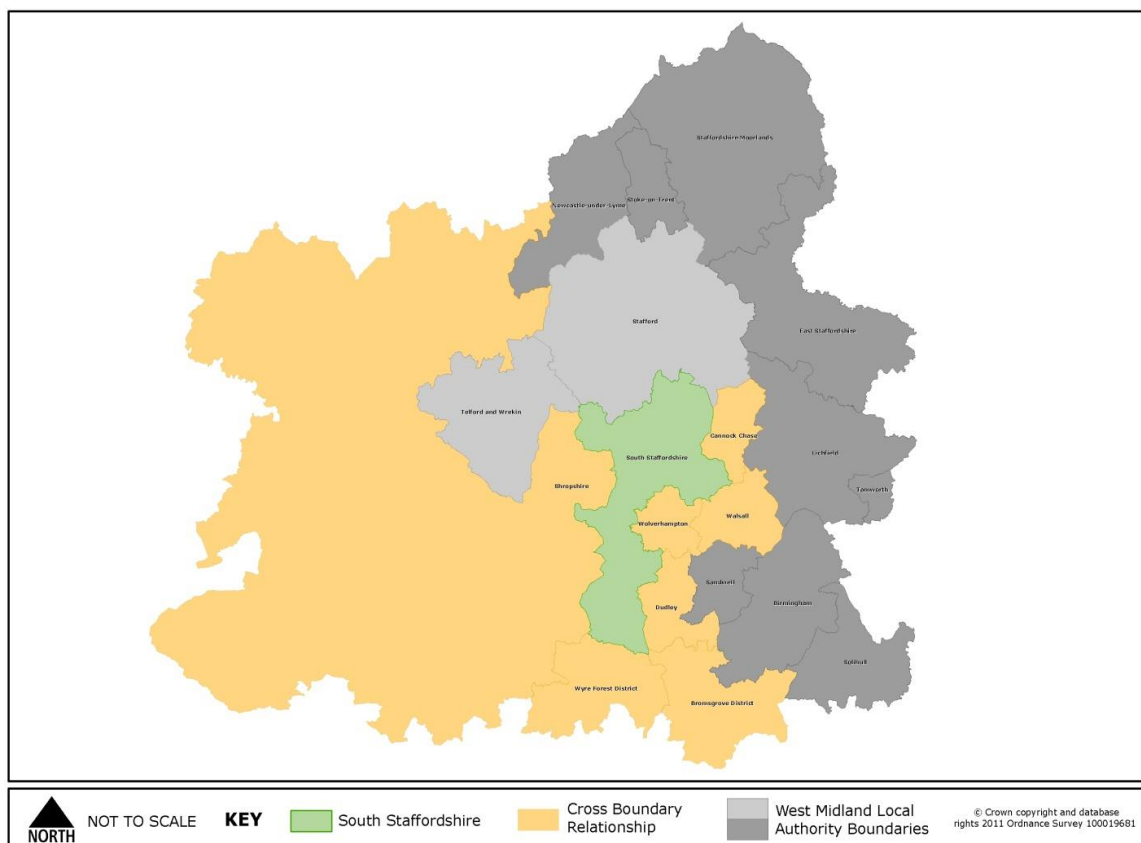 Staffordshire Moorlands
Newcastle-under-Lyme
Stoke-on-Trent
Stafford
East Staffordshire
Telford and Wrekin
Cannock Chase
South Staffordshire
Lichfield
Shropshire
Tamworth
Wolverhampton
Walsall
Sandwell
Dudley
Birmingham
Solihull
Wyre Forest District
Bromsgrove District
NORTH
NOT TO SCALE
KEY
South Staffordshire
Cross Boundary
Relationship
West Midland Local
Authority Boundaries
© Crown copyright and database
rights 2011 Ordnance Survey 100019681